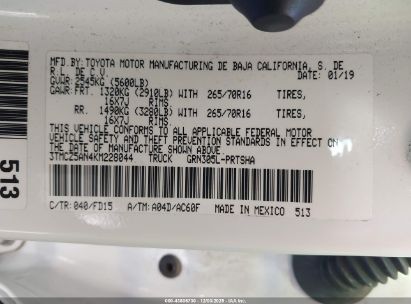 MFD.BY:TOYOTA MOTOR MANUFACTURING DE BAJA CALIFORNIA, S. DE
R.L. DE C.V. 01/19
GVWR: 2545KG (5600LB)
GAWR:FRT. 1320KG (2910LB) WITH 265/70R16 TIRES,
16X7J RIMS,
RR. 1490KG (3280LB) WITH 265/70R16 TIRES,
16X7J RIMS,
THIS VEHICLE CONFORMS TO ALL APPLICABLE FEDERAL MOTOR
VEHICLE SAFETY AND THEFT PREVENTION STANDARDS IN EFFECT
ON THE DATE OF MANUFACTURE SHOWN ABOVE.
TRUCK GRN305L-PRTSHA
C/TR: 040/FD15 A/TM: A04D/AC60F MADE IN MEXICO 513
513